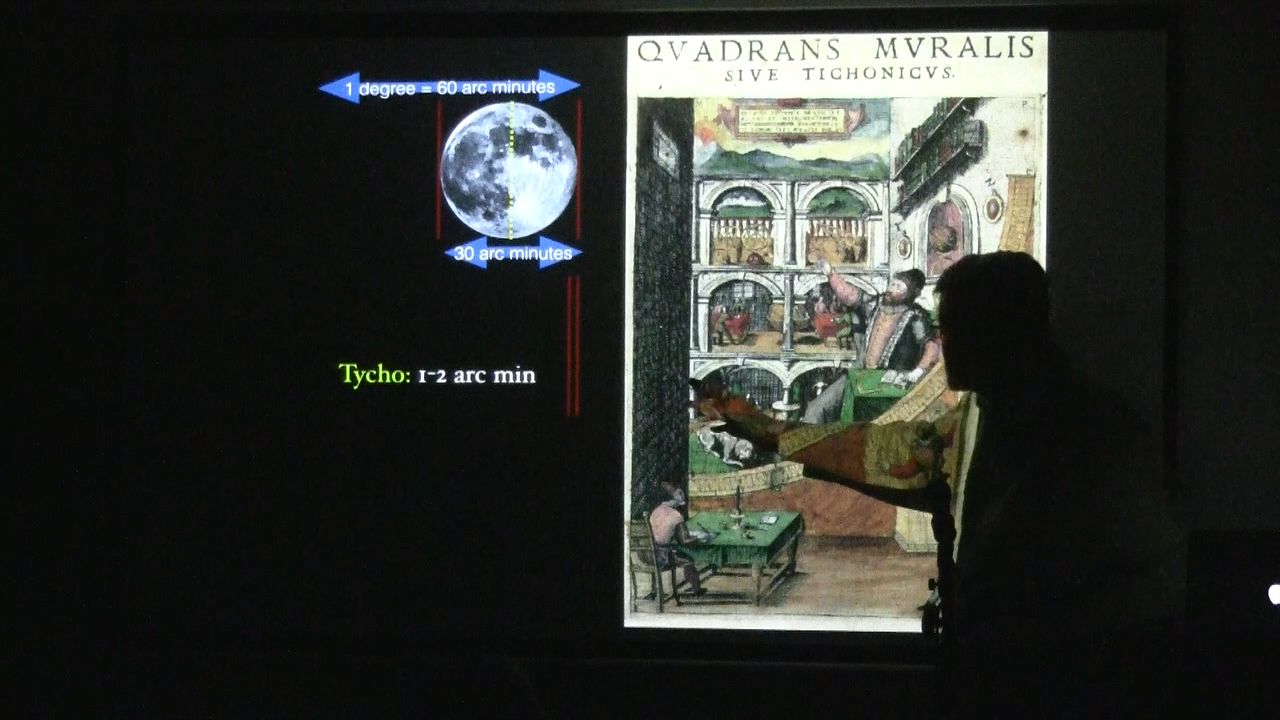 1 degree = 60 arc minutes
30 arc minutes
Tycho: 1-2 arc min
QVADRANS MVRALIS
SIVE TICHONICVS.